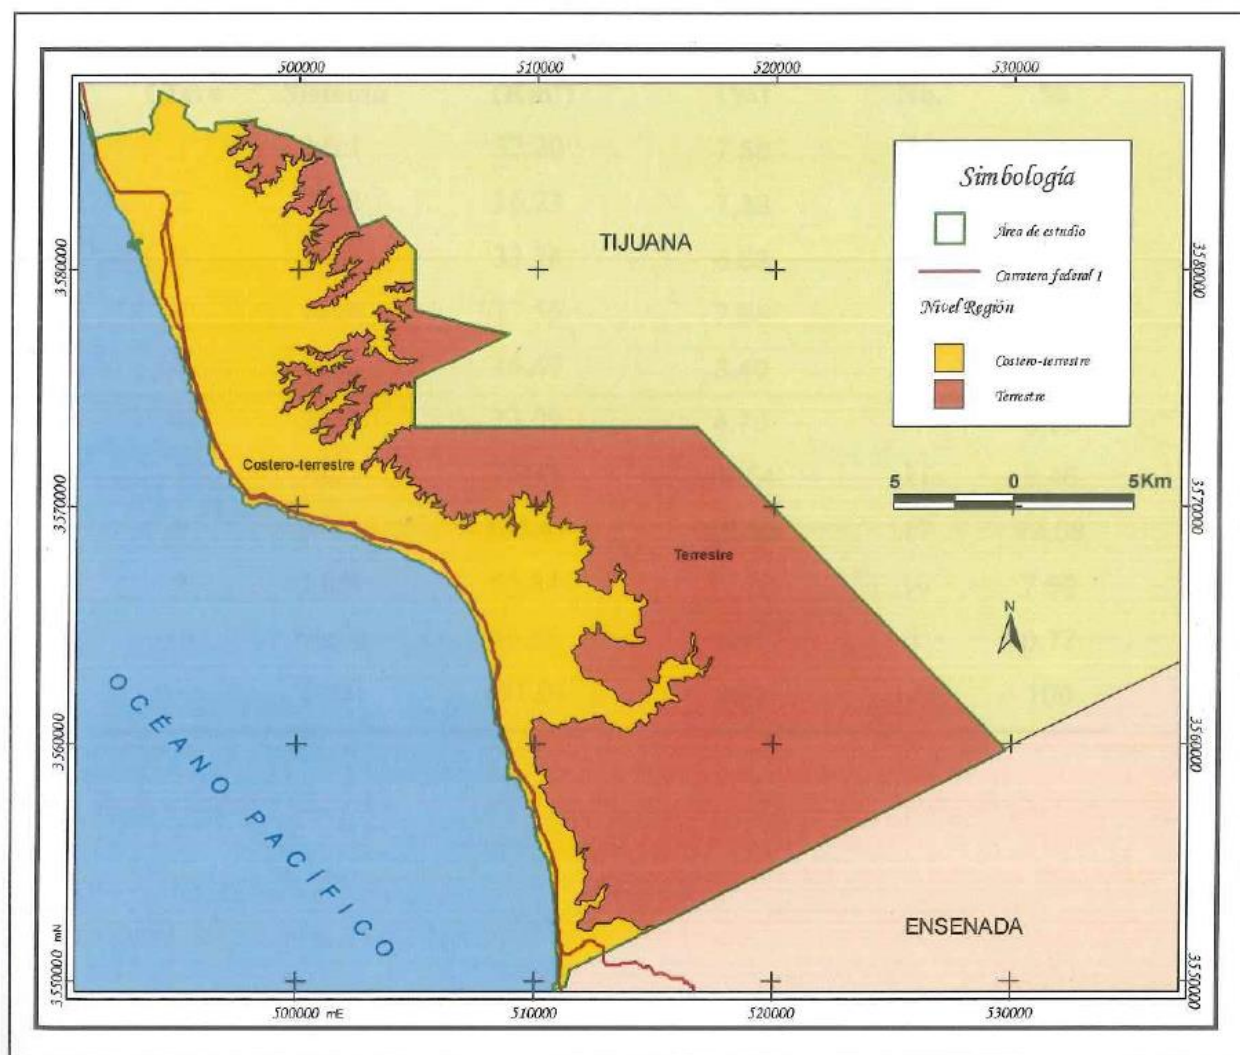 500000
510000
520000
530000
Simbología
Área de estudio
Carretera federal 1
Nivel Región
Costero-terrestre
Terrestre
TIJUANA
3580000
3580000
Costero-terrestre
5
0
5Km
3570000
3570000
Terrestre
N
OCÉANO PACÍFICO
3560000
3560000
ENSENADA
3550000 mN
3550000
500000 mE
510000
520000
530000